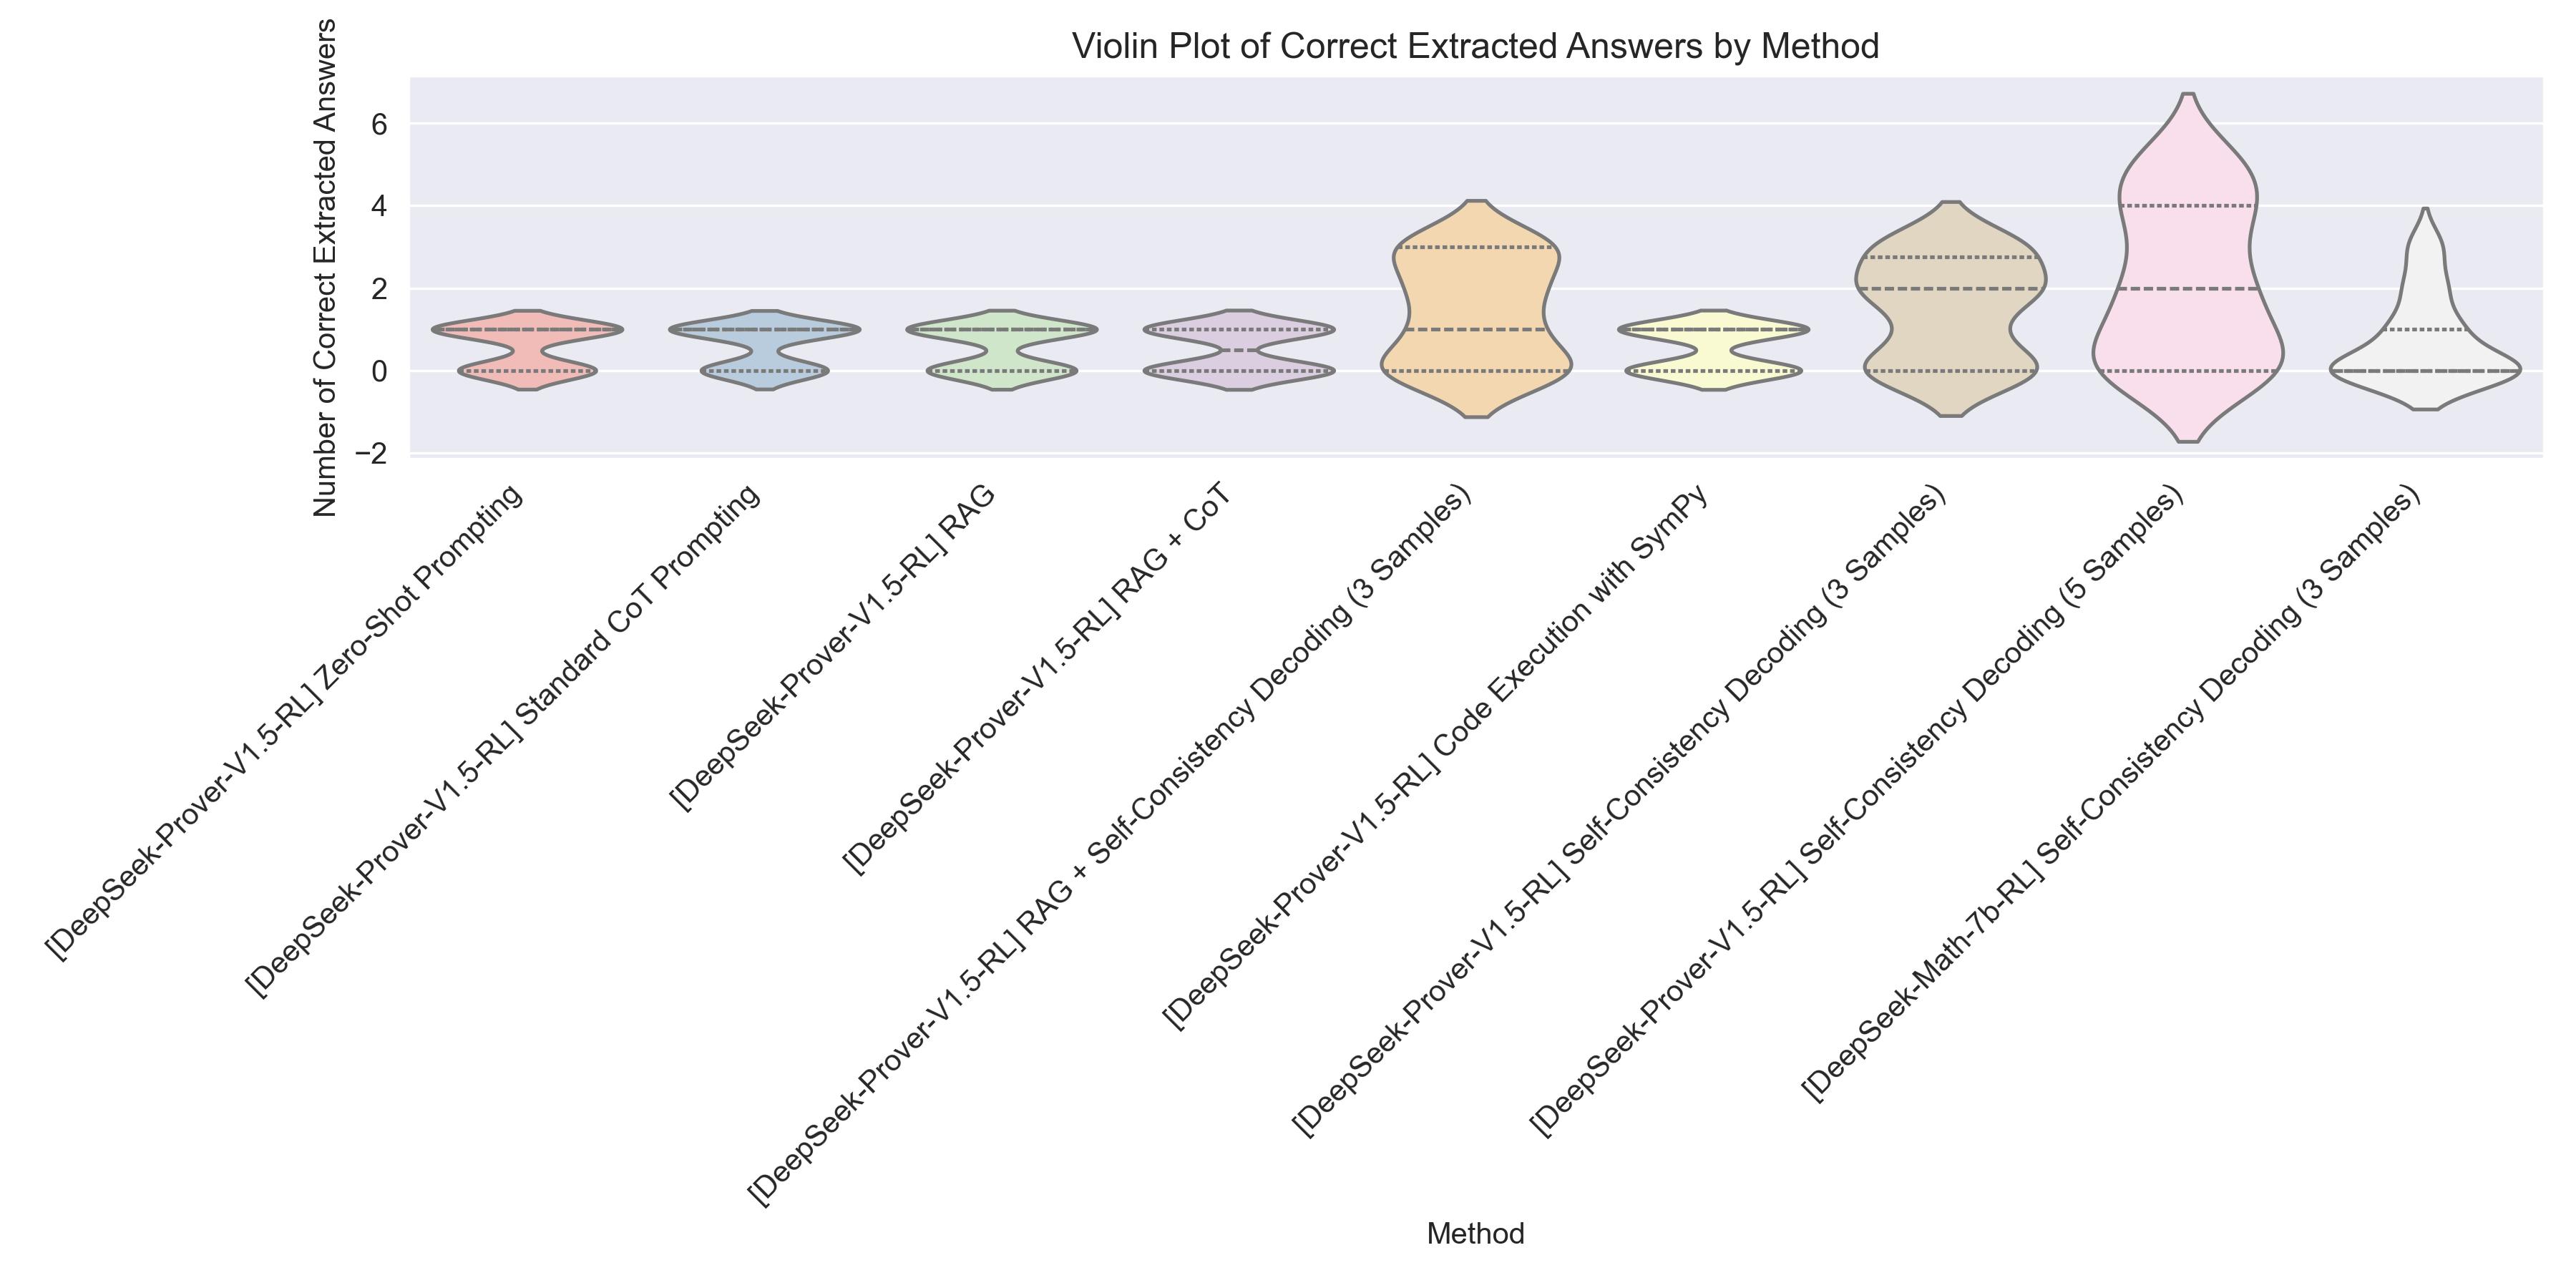 Violin Plot of Correct Extracted Answers by Method
Number of Correct Extracted Answers
6
4
2
0
−2
[DeepSeek-Prover-V1.5-RL] Zero-Shot Prompting
[DeepSeek-Prover-V1.5-RL] Standard CoT Prompting
[DeepSeek-Prover-V1.5-RL] RAG
[DeepSeek-Prover-V1.5-RL] RAG + CoT
[DeepSeek-Prover-V1.5-RL] RAG + Self-Consistency Decoding (3 Samples)
[DeepSeek-Prover-V1.5-RL] Code Execution with SymPy
[DeepSeek-Prover-V1.5-RL] Self-Consistency Decoding (3 Samples)
[DeepSeek-Prover-V1.5-RL] Self-Consistency Decoding (5 Samples)
[DeepSeek-Math-7b-RL] Self-Consistency Decoding (3 Samples)
Method